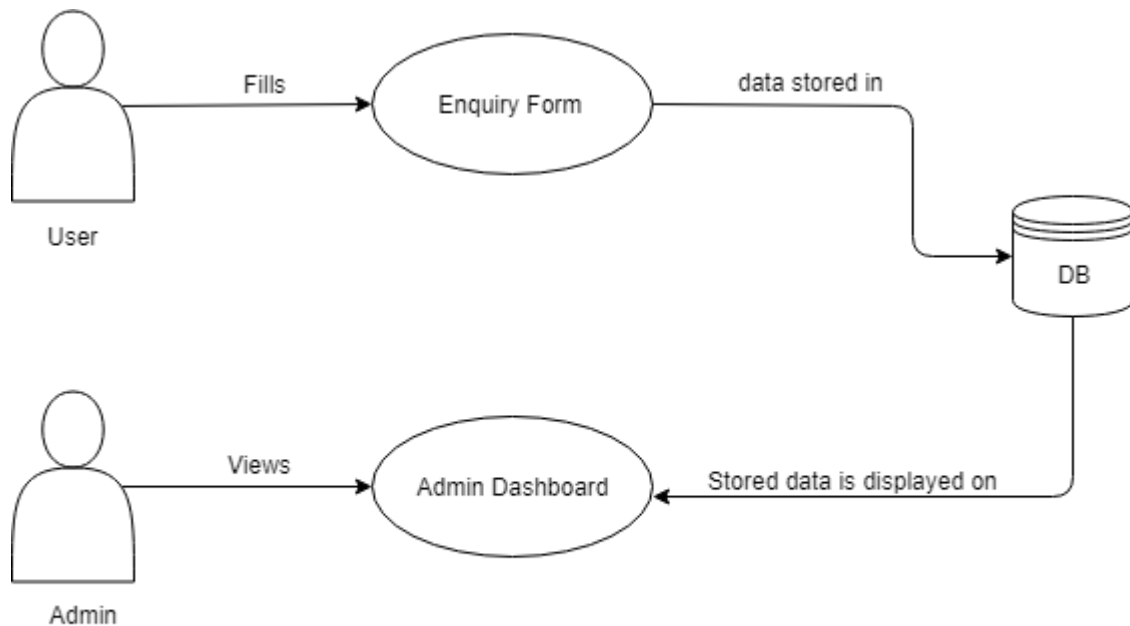 Fills
Enquiry Form
data stored in
User
DB
Views
Admin Dashboard
Stored data is displayed on
Admin